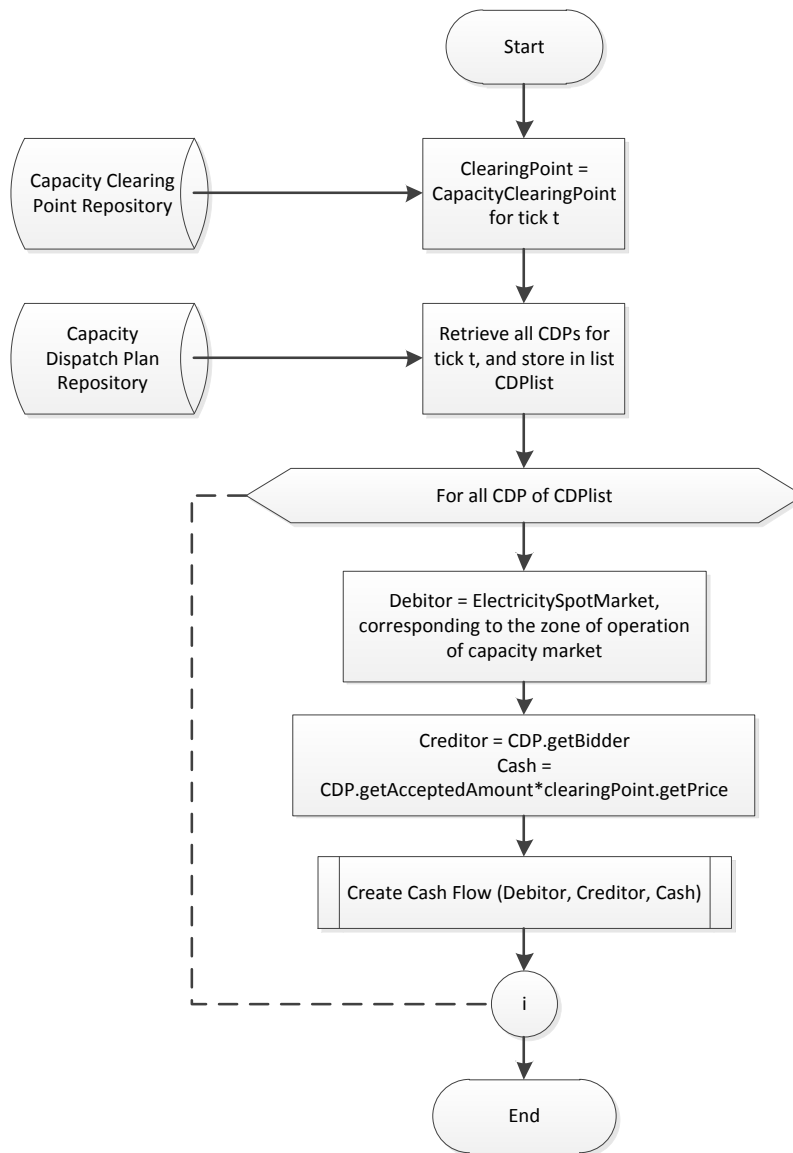 Start
Capacity Clearing
Point Repository
ClearingPoint =
CapacityClearingPoint
for tick t
Capacity
Dispatch Plan
Repository
Retrieve all CDPs for
tick t, and store in list
CDPlist
For all CDP of CDPlist
Debitor = ElectricitySpotMarket,
corresponding to the zone of operation
of capacity market
Creditor = CDP.getBidder
Cash =
CDP.getAcceptedAmount*clearingPoint.getPrice
Create Cash Flow (Debitor, Creditor, Cash)
i
End